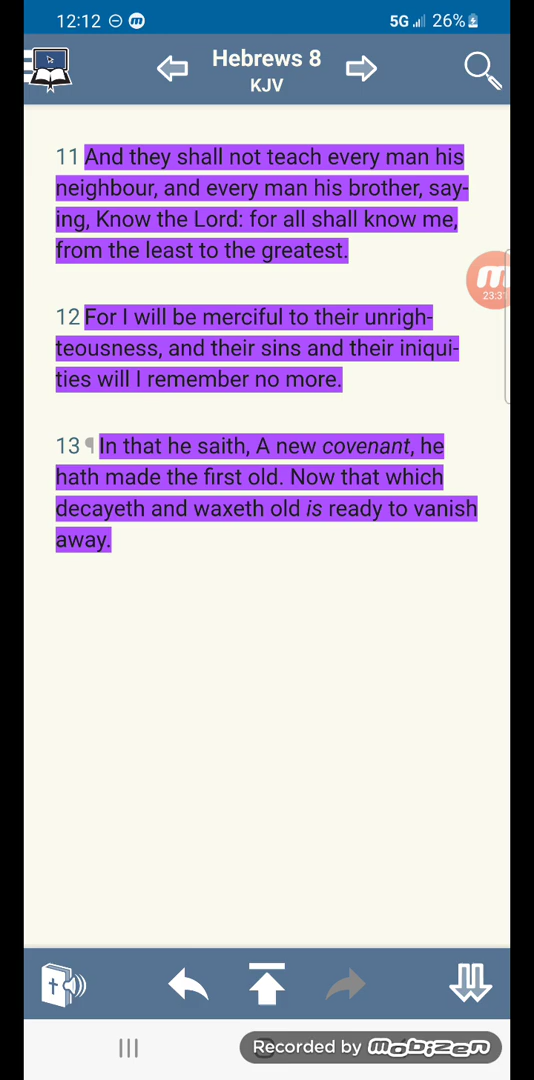 12:12 m 5G 26%
Hebrews 8
KJV
11 And they shall not teach every man his
neighbour, and every man his brother, say-
ing, Know the Lord: for all shall know me,
from the least to the greatest.
m
23:3
12 For I will be merciful to their unrigh-
teousness, and their sins and their iniqui-
ties will I remember no more.
13 ¶ In that he saith, A new covenant, he
hath made the first old. Now that which
decayeth and waxeth old is ready to vanish
away.
Recorded by mobizen